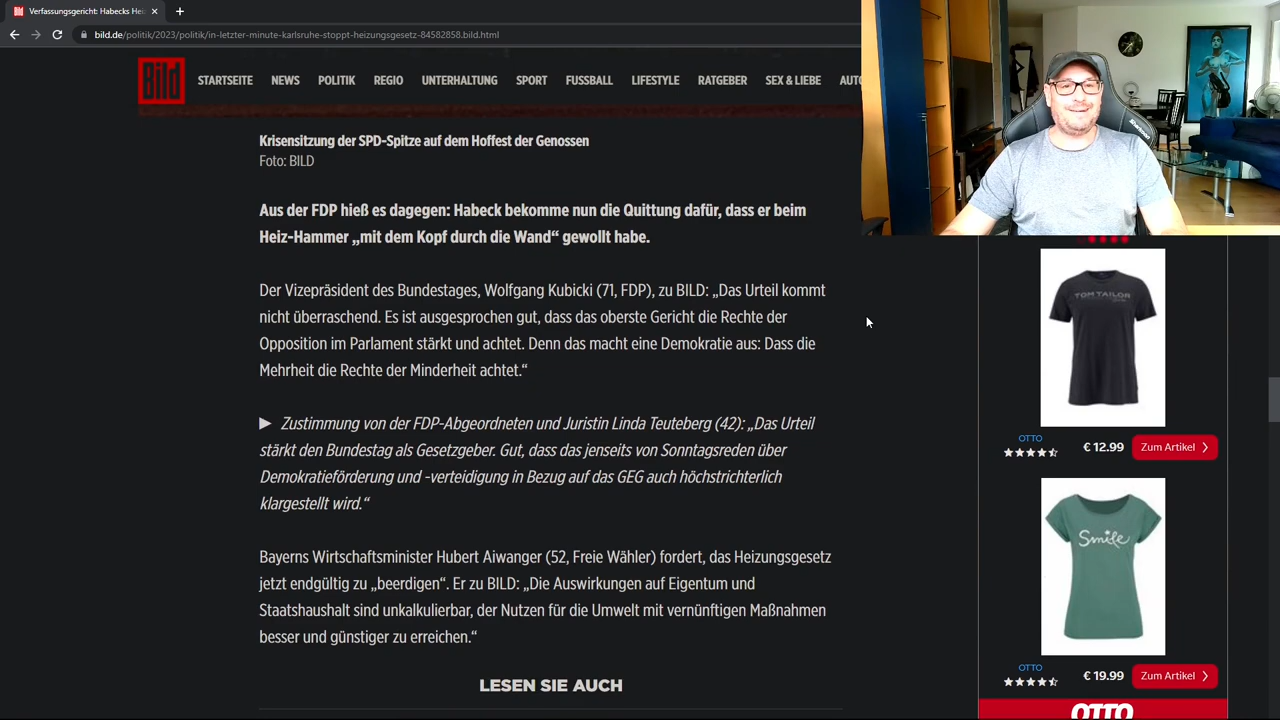 Verfassungsgericht: Habecks Hei
bild.de/politik/2023/politik/in-letzter-minute-karlsruhe-stoppt-heizungsgesetz-84582858.bild.html
Bild
STARTSEITE NEWS POLITIK REGIO UNTERHALTUNG SPORT FUSSBALL LIFESTYLE RATGEBER SEX & LIEBE AUTO
Krisensitzung der SPD-Spitze auf dem Hoffest der Genossen
Foto: BILD
Aus der FDP hieß es dagegen: Habeck bekomme nun die Quittung dafür, dass er beim
Heiz-Hammer „mit dem Kopf durch die Wand“ gewollt habe.
Der Vizepräsident des Bundestages, Wolfgang Kubicki (71, FDP), zu BILD: „Das Urteil kommt
nicht überraschend. Es ist ausgesprochen gut, dass das oberste Gericht die Rechte der
Opposition im Parlament stärkt und achtet. Denn das macht eine Demokratie aus: Dass die
Mehrheit die Rechte der Minderheit achtet.“
► Zustimmung von der FDP-Abgeordneten und Juristin Linda Teuteberg (42): „Das Urteil
stärkt den Bundestag als Gesetzgeber. Gut, dass das jenseits von Sonntagsreden über
Demokratieförderung und -verteidigung in Bezug auf das GEG auch höchstrichterlich
klargestellt wird.“
Bayerns Wirtschaftsminister Hubert Aiwanger (52, Freie Wähler) fordert, das Heizungsgesetz
jetzt endgültig zu „beerdigen“. Er zu BILD: „Die Auswirkungen auf Eigentum und
Staatshaushalt sind unkalkulierbar, der Nutzen für die Umwelt mit vernünftigen Maßnahmen
besser und günstiger zu erreichen.“
LESEN SIE AUCH
TOM TAILOR
OTTO
€ 12.99 Zum Artikel
Smile
OTTO
€ 19.99 Zum Artikel
OTTO